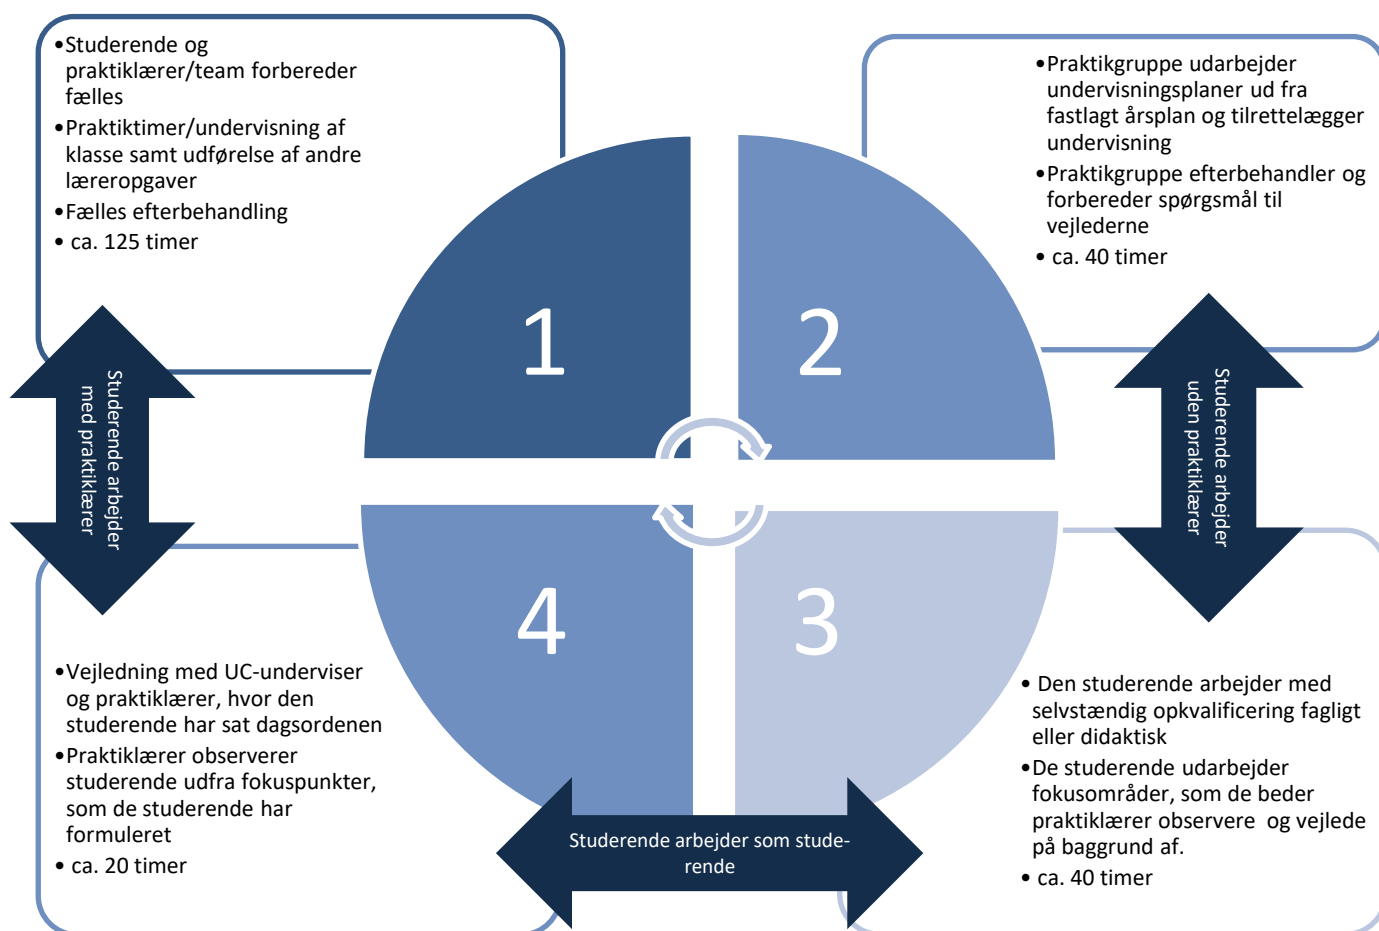 •Studerende og
praktiklærer/team forbereder
fælles
•Praktiktimer/undervisning af
klasse samt udførelse af andre
læreropgaver
•Fælles efterbehandling
• ca. 125 timer
•Praktikgruppe udarbejder
undervisningsplaner ud fra
fastlagt årsplan og tilrettelægger
undervisning
•Praktikgruppe efterbehandler og
forbereder spørgsmål til
vejlederne
• ca. 40 timer
1
2
Studerende arbejder
med praktiklærer
Studerende arbejder
uden praktiklærer
4
3
•Vejledning med UC-underviser
og praktiklærer, hvor den
studerende har sat dagsordenen
•Praktiklærer observerer
studerende udfra fokuspunkter,
som de studerende har
formuleret
• ca. 20 timer
• Den studerende arbejder med
selvstændig opkvalificering fagligt
eller didaktisk
•De studerende udarbejder
fokusområder, som de beder
praktiklærer observere og vejlede
på baggrund af.
• ca. 40 timer
Studerende arbejder som stude-
rende